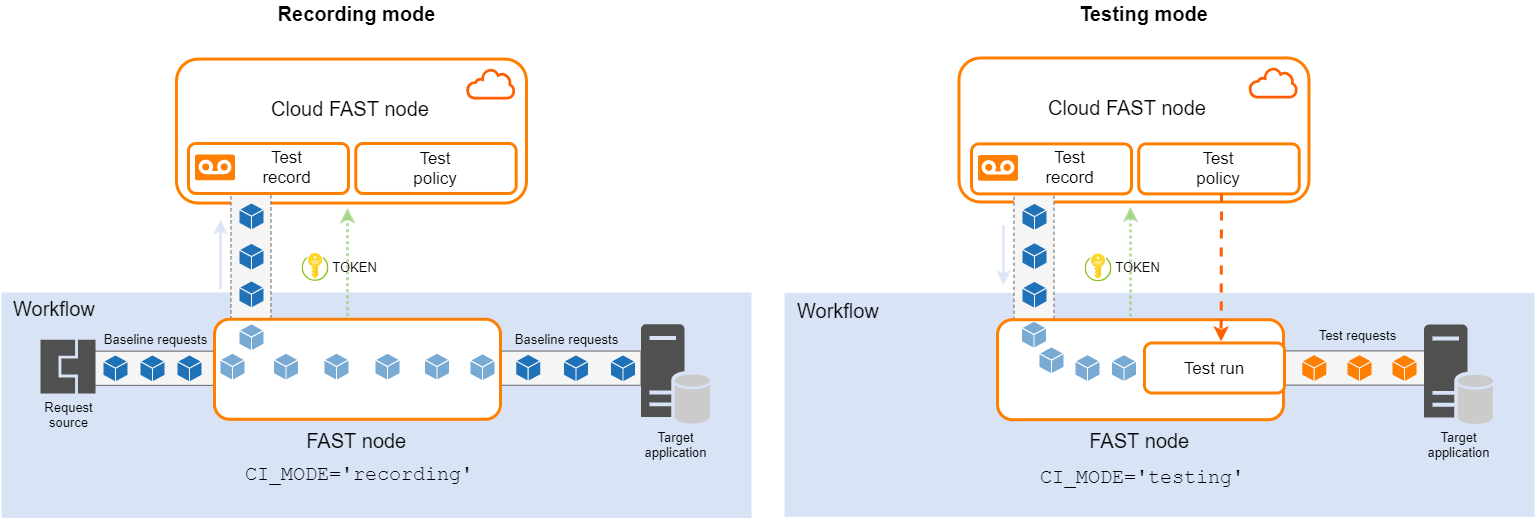 Recording mode
Cloud FAST node
Test
record
Test
policy
TOKEN
Workflow
Baseline requests
Baseline requests
Request
source
FAST node
Target
application
CI_MODE='recording'
Testing mode
Cloud FAST node
Test
record
Test
policy
TOKEN
Workflow
Test run
Test requests
FAST node
Target
application
CI_MODE='testing'